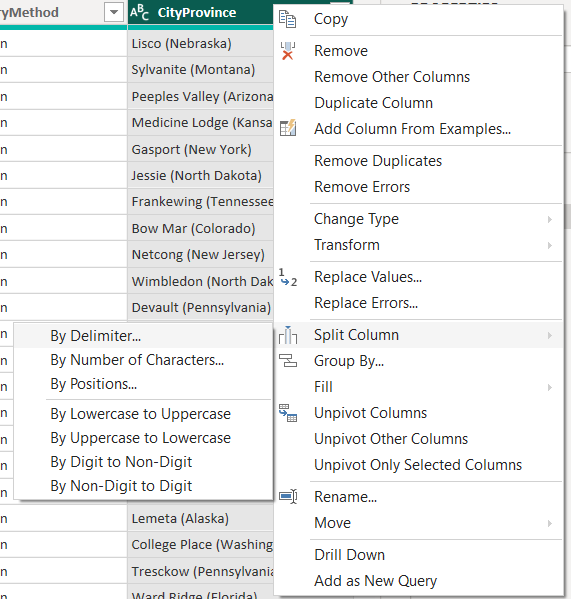 ryMethod
ABC CityProvince
Lisco (Nebraska)
Sylvanite (Montana)
Peeples Valley (Arizona
Medicine Lodge (Kansa
Gasport (New York)
Jessie (North Dakota)
Frankewing (Tennessee
Bow Mar (Colorado)
Netcong (New Jersey)
Wimbledon (North Dak
Devault (Pennsylvania)
Lemeta (Alaska)
College Place (Washing
Tresckow (Pennsylvania
Ward Ridge (Florida)
By Delimiter...
By Number of Characters...
By Positions...
By Lowercase to Uppercase
By Uppercase to Lowercase
By Digit to Non-Digit
By Non-Digit to Digit
Copy
Remove
Remove Other Columns
Duplicate Column
Add Column From Examples...
Remove Duplicates
Remove Errors
Change Type
Transform
1 2 Replace Values...
Replace Errors...
Split Column
Group By...
Fill
Unpivot Columns
Unpivot Other Columns
Unpivot Only Selected Columns
Rename...
Move
Drill Down
Add as New Query